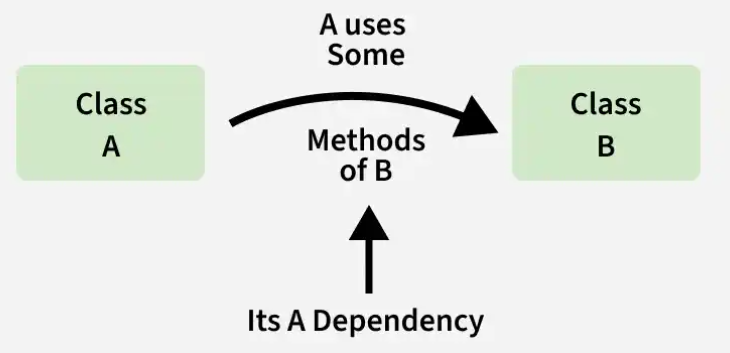 A uses
Some
Class
A
Class
B
Methods
of B
Its A Dependency